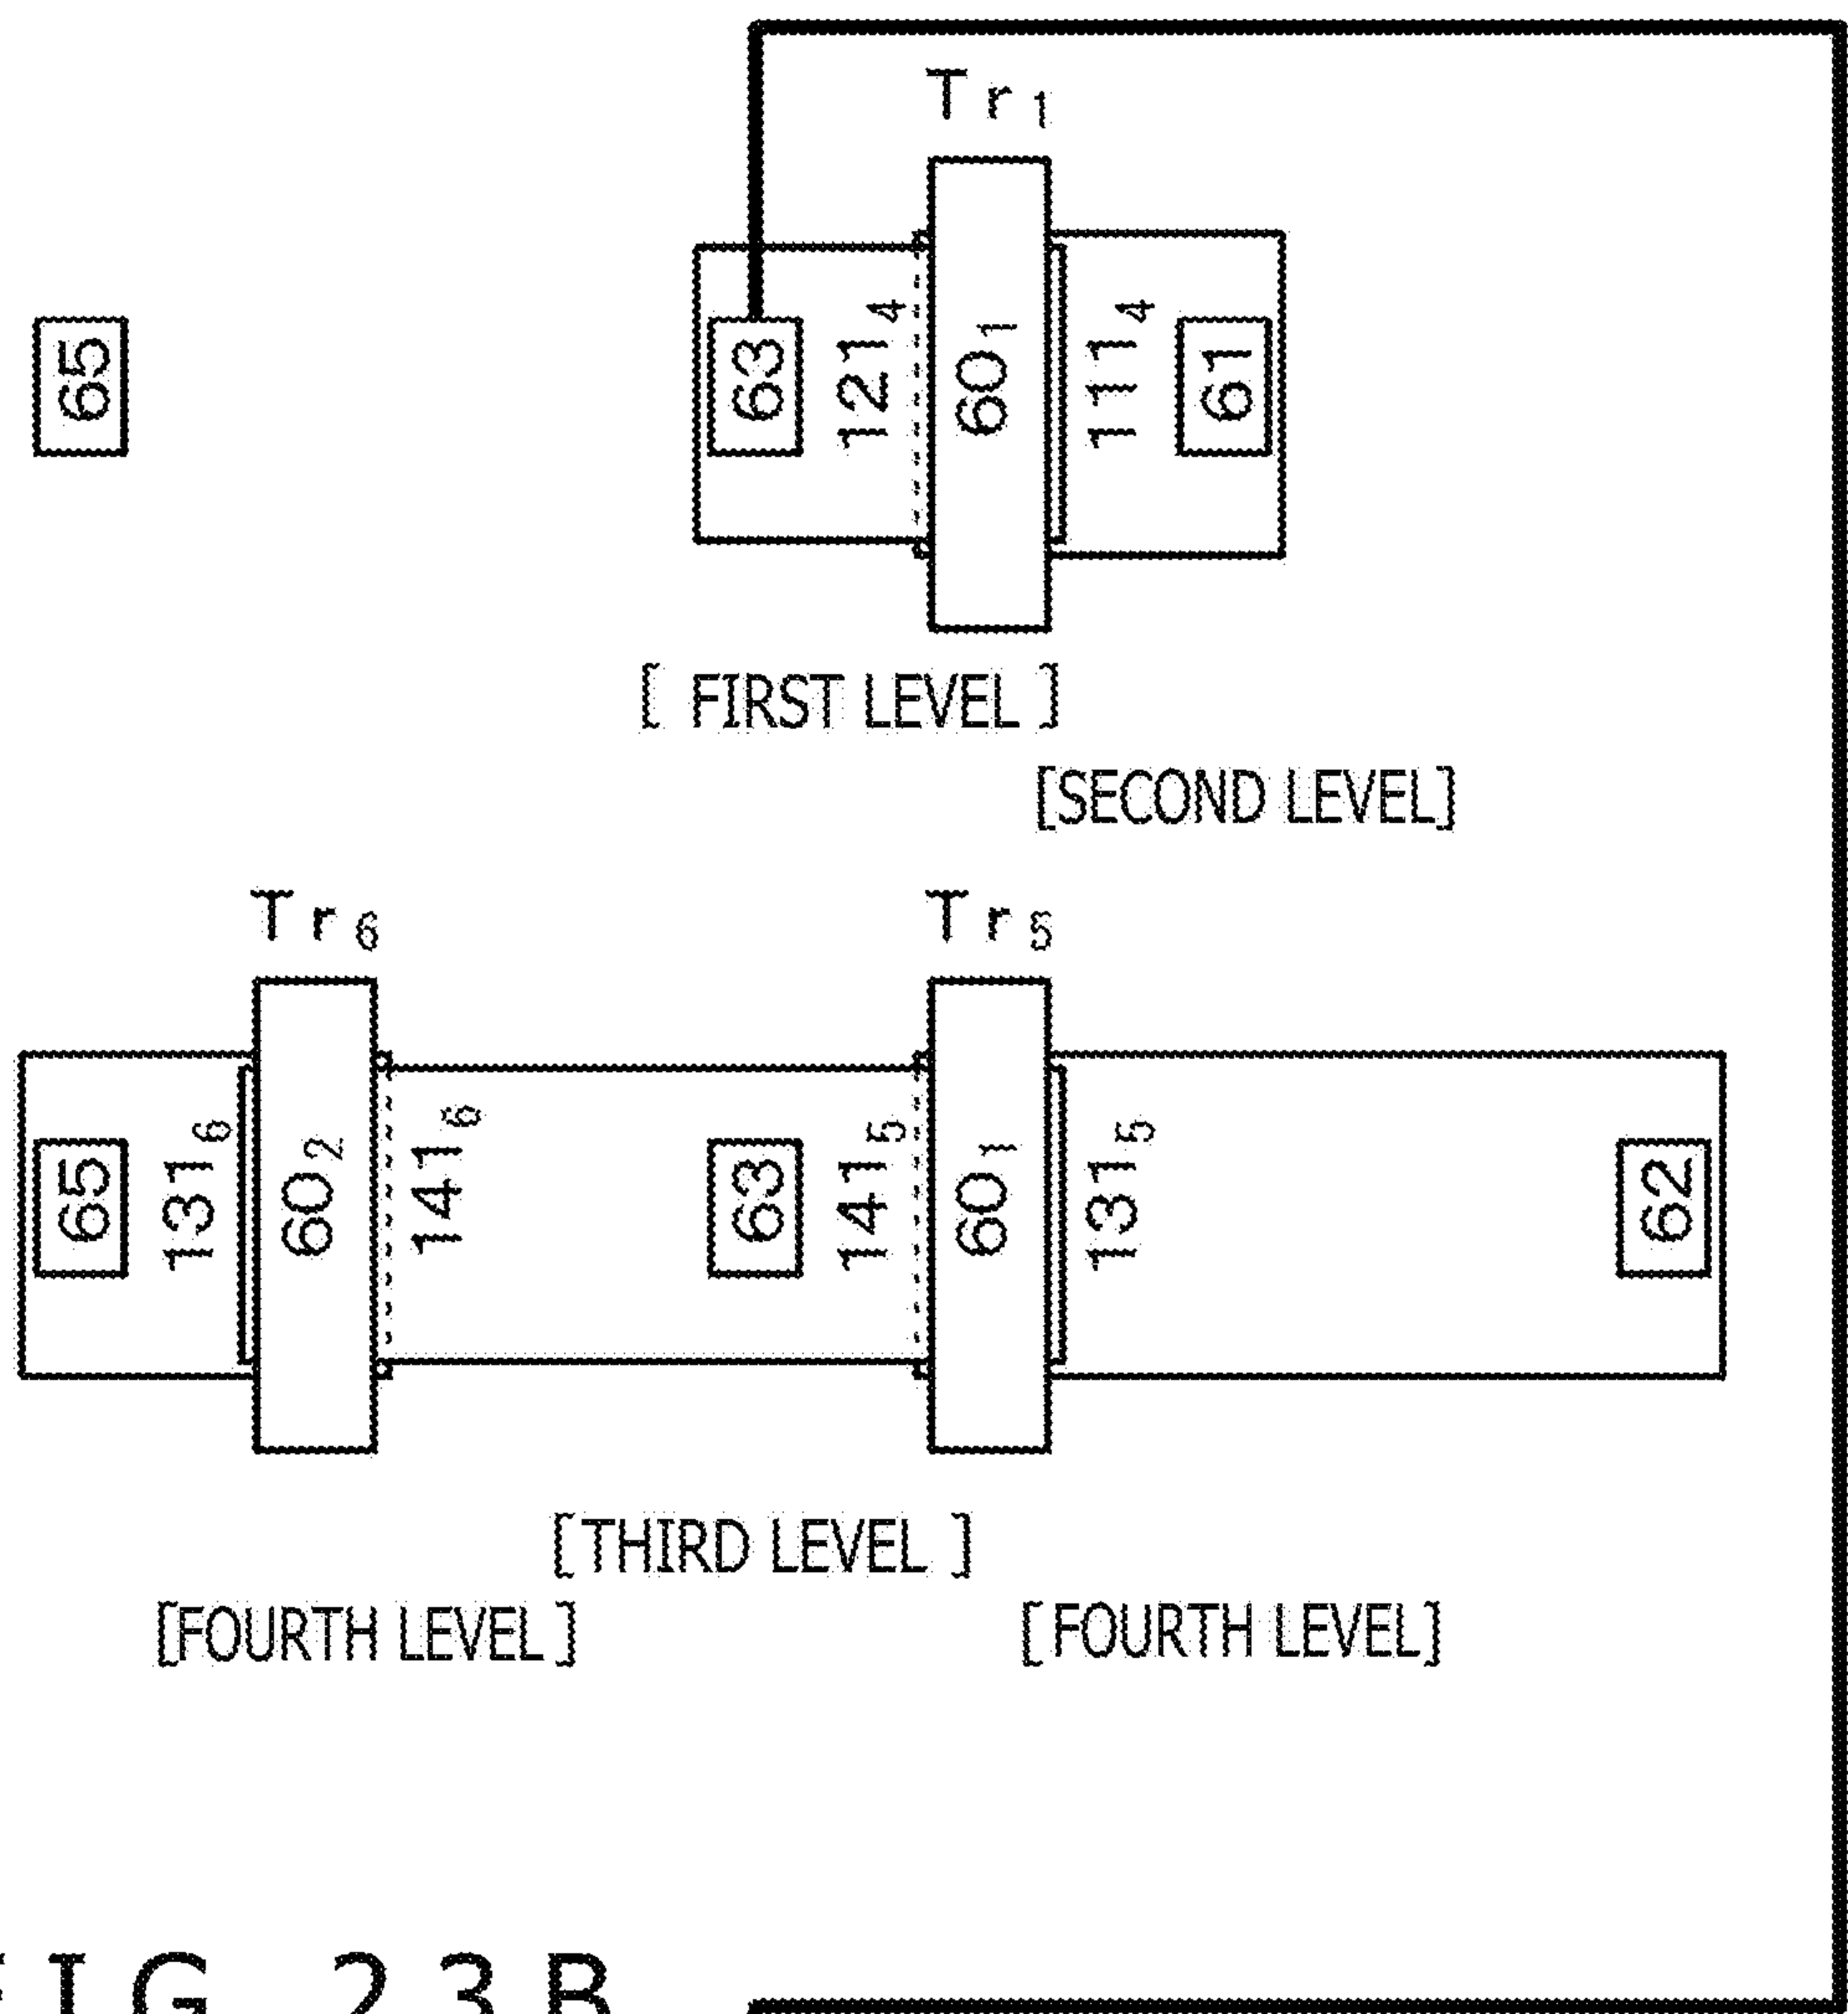 Tr₁
65
63
121₄
60₁
111₄
61
[ FIRST LEVEL ]
[SECOND LEVEL]
Tr₆
Tr₅
65
131₆
60₂
141₆
63
141₅
60₁
131₅
62
[THIRD LEVEL ]
[FOURTH LEVEL]
[FOURTH LEVEL]
FIG 23B